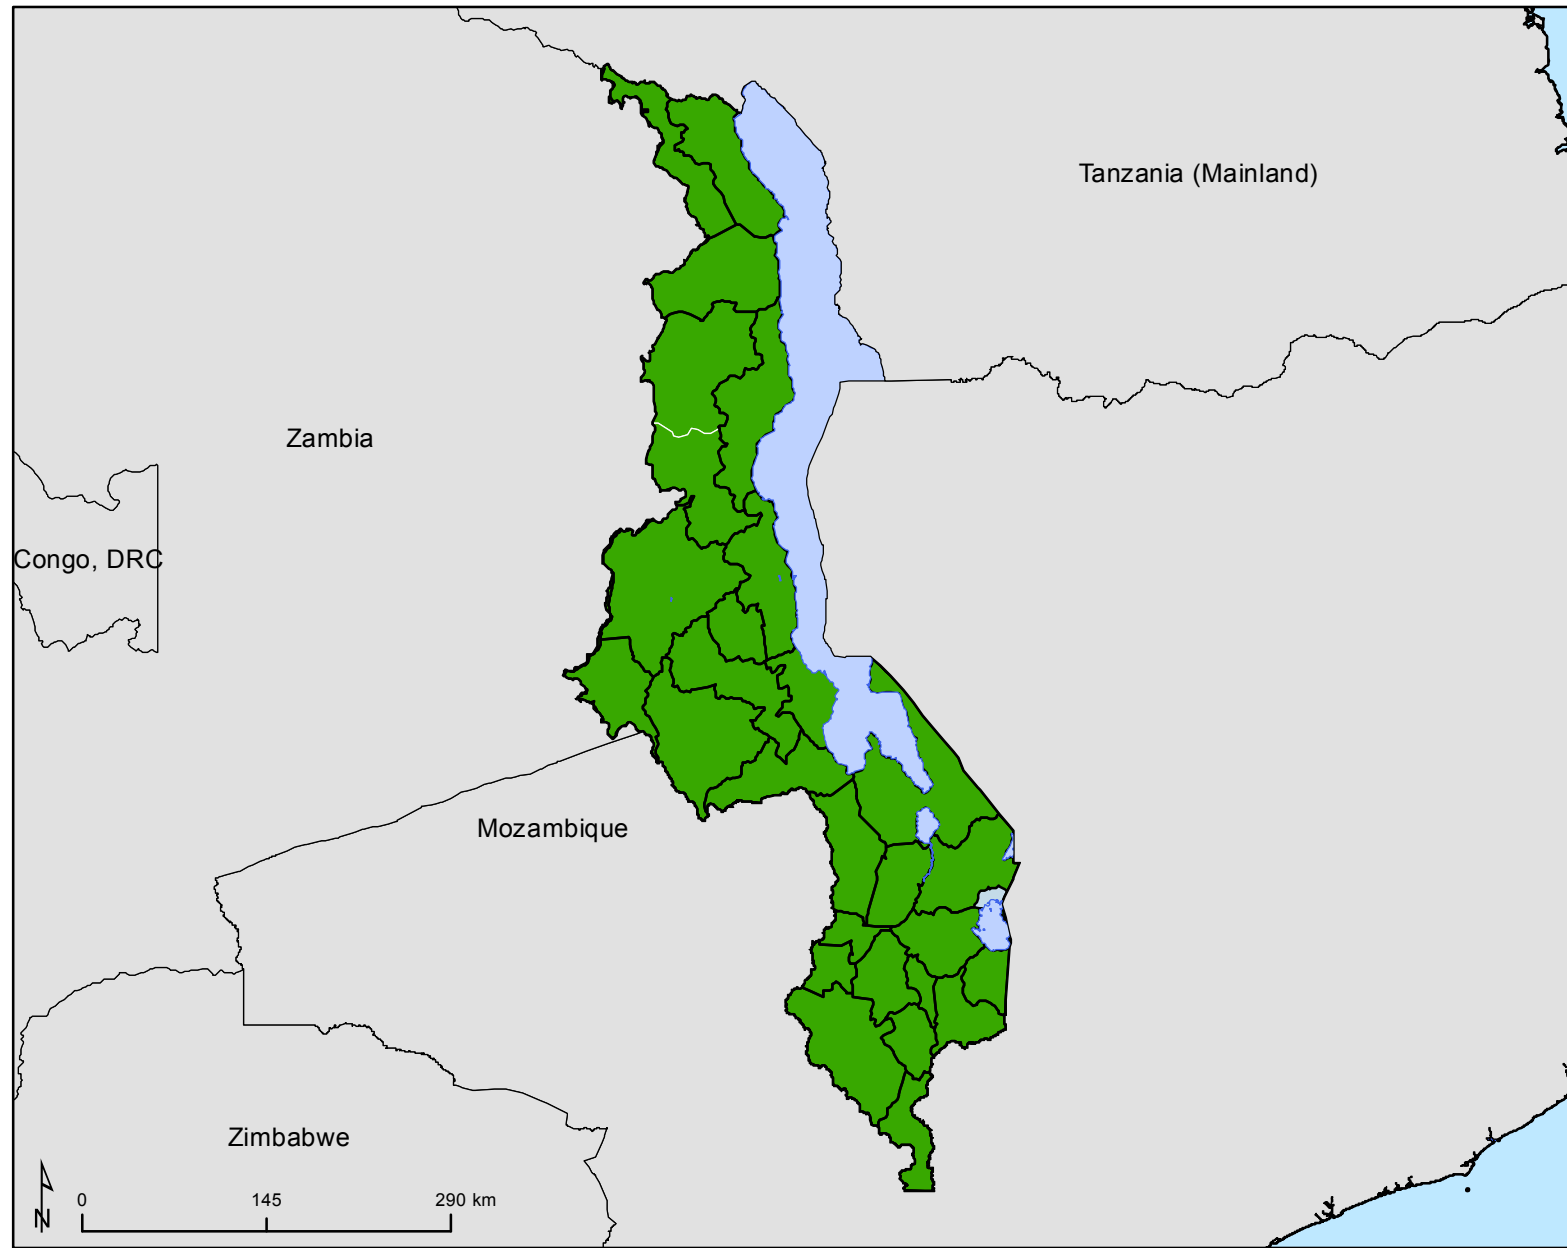 Tanzania (Mainland)
Zambia
Congo, DRC
Mozambique
Zimbabwe
N
0 145 290 km